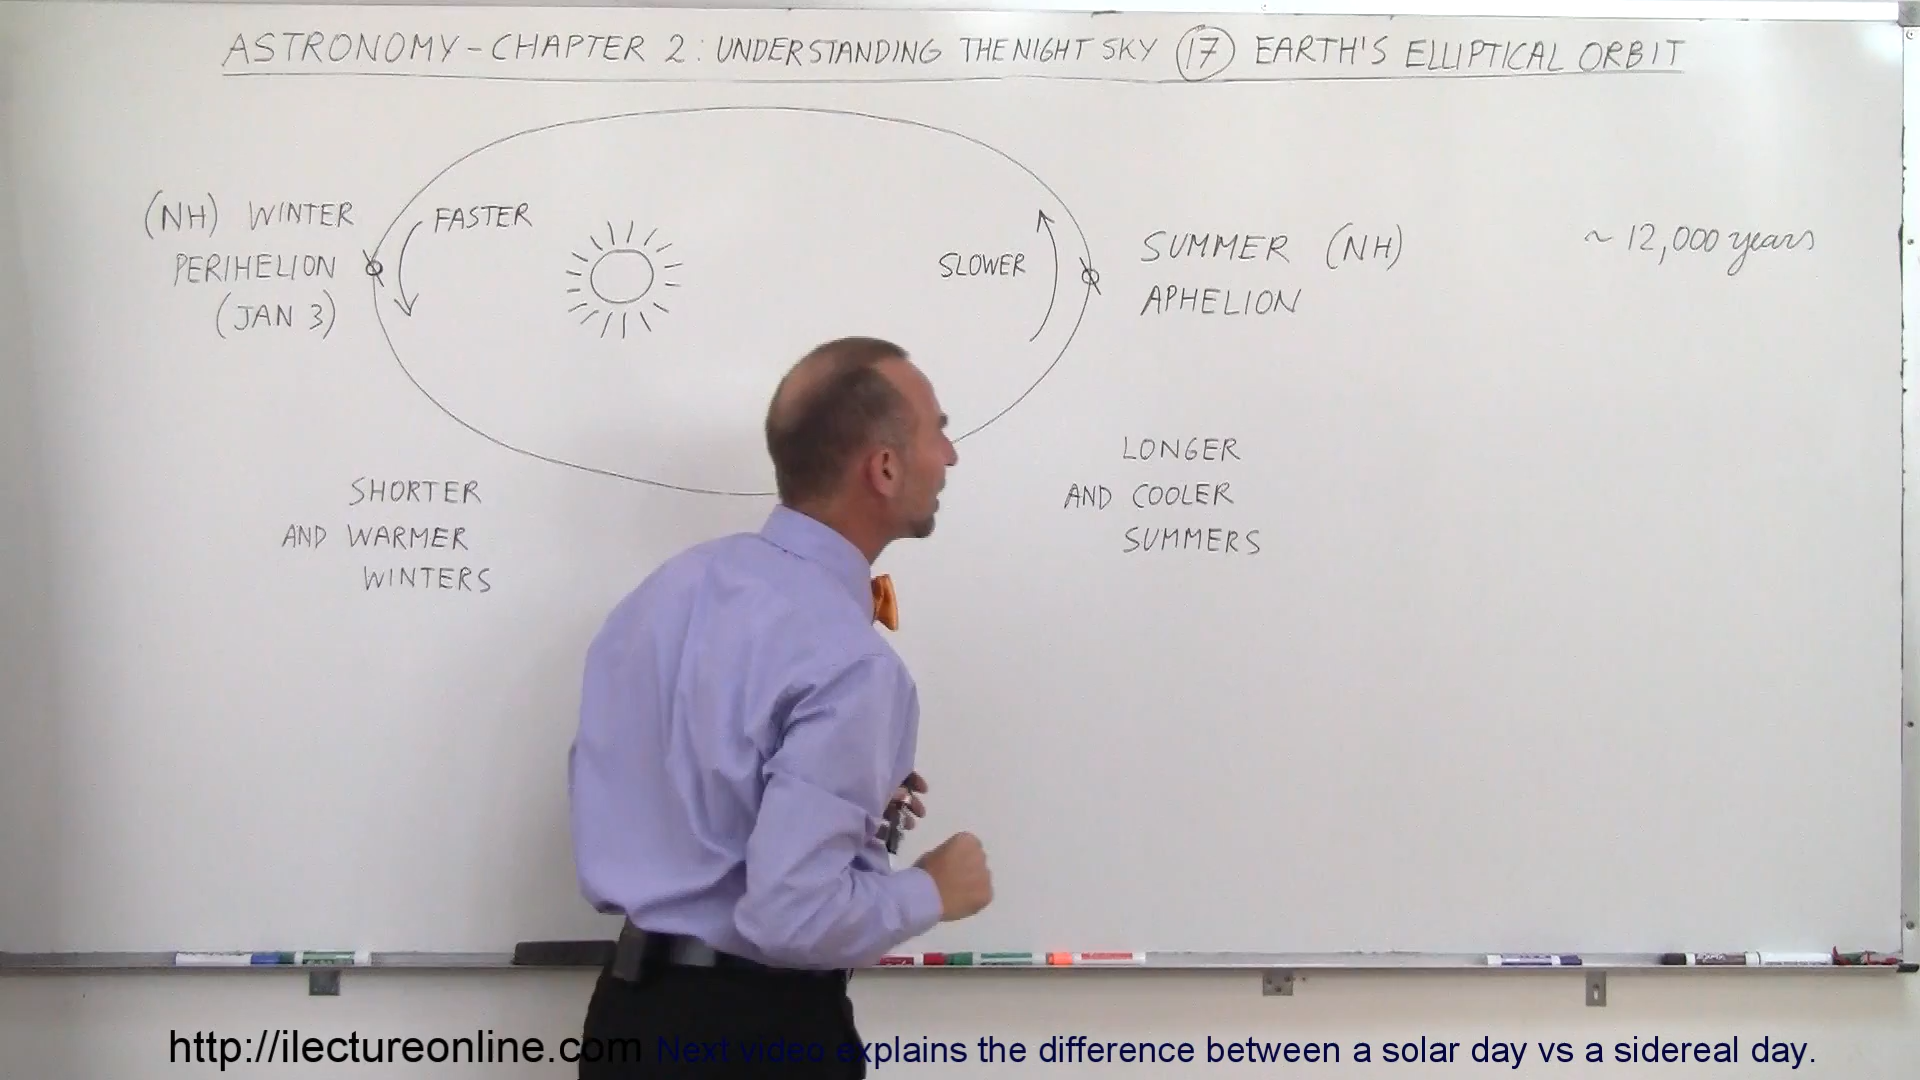 ASTRONOMY - CHAPTER 2: UNDERSTANDING THE NIGHT SKY 17 EARTH'S ELLIPTICAL ORBIT
(NH) WINTER
PERIHELION
(JAN 3)
FASTER
SLOWER
SUMMER (NH)
APHELION
~ 12,000 years
SHORTER
AND WARMER
WINTERS
LONGER
AND COOLER
SUMMERS
http://ilectureonline.com Next video explains the difference between a solar day vs a sidereal day.